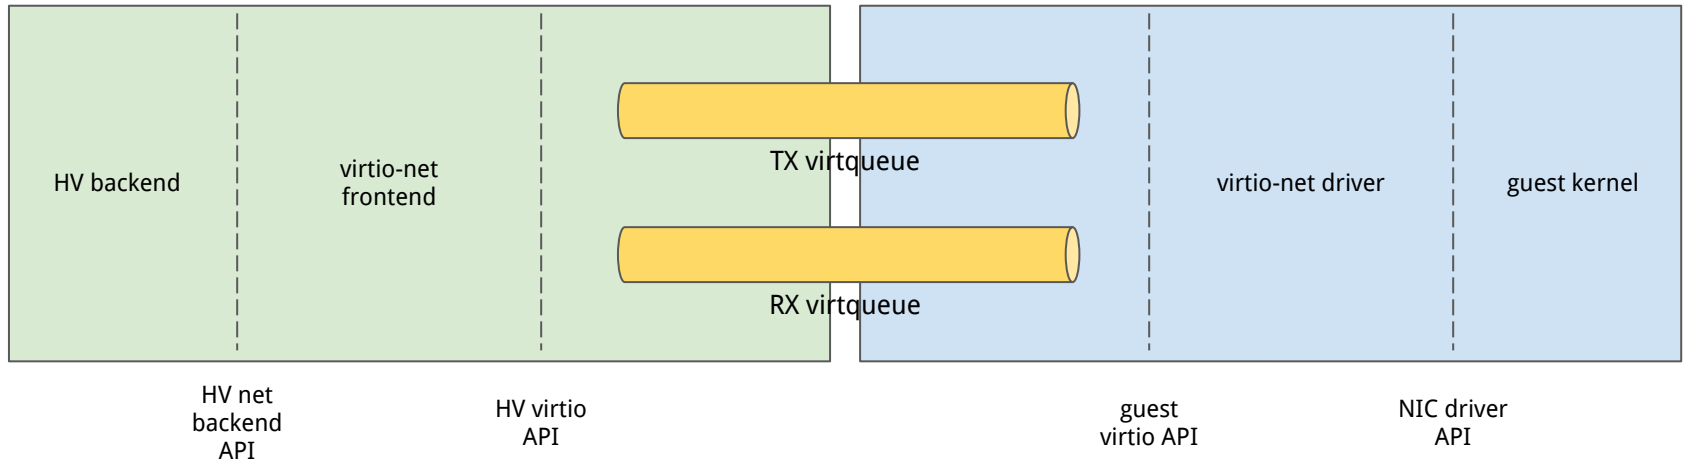 TX virtqueue
HV backend
virtio-net
frontend
virtio-net driver
guest kernel
RX virtqueue
HV net
backend
API
HV virtio
API
guest
virtio API
NIC driver
API